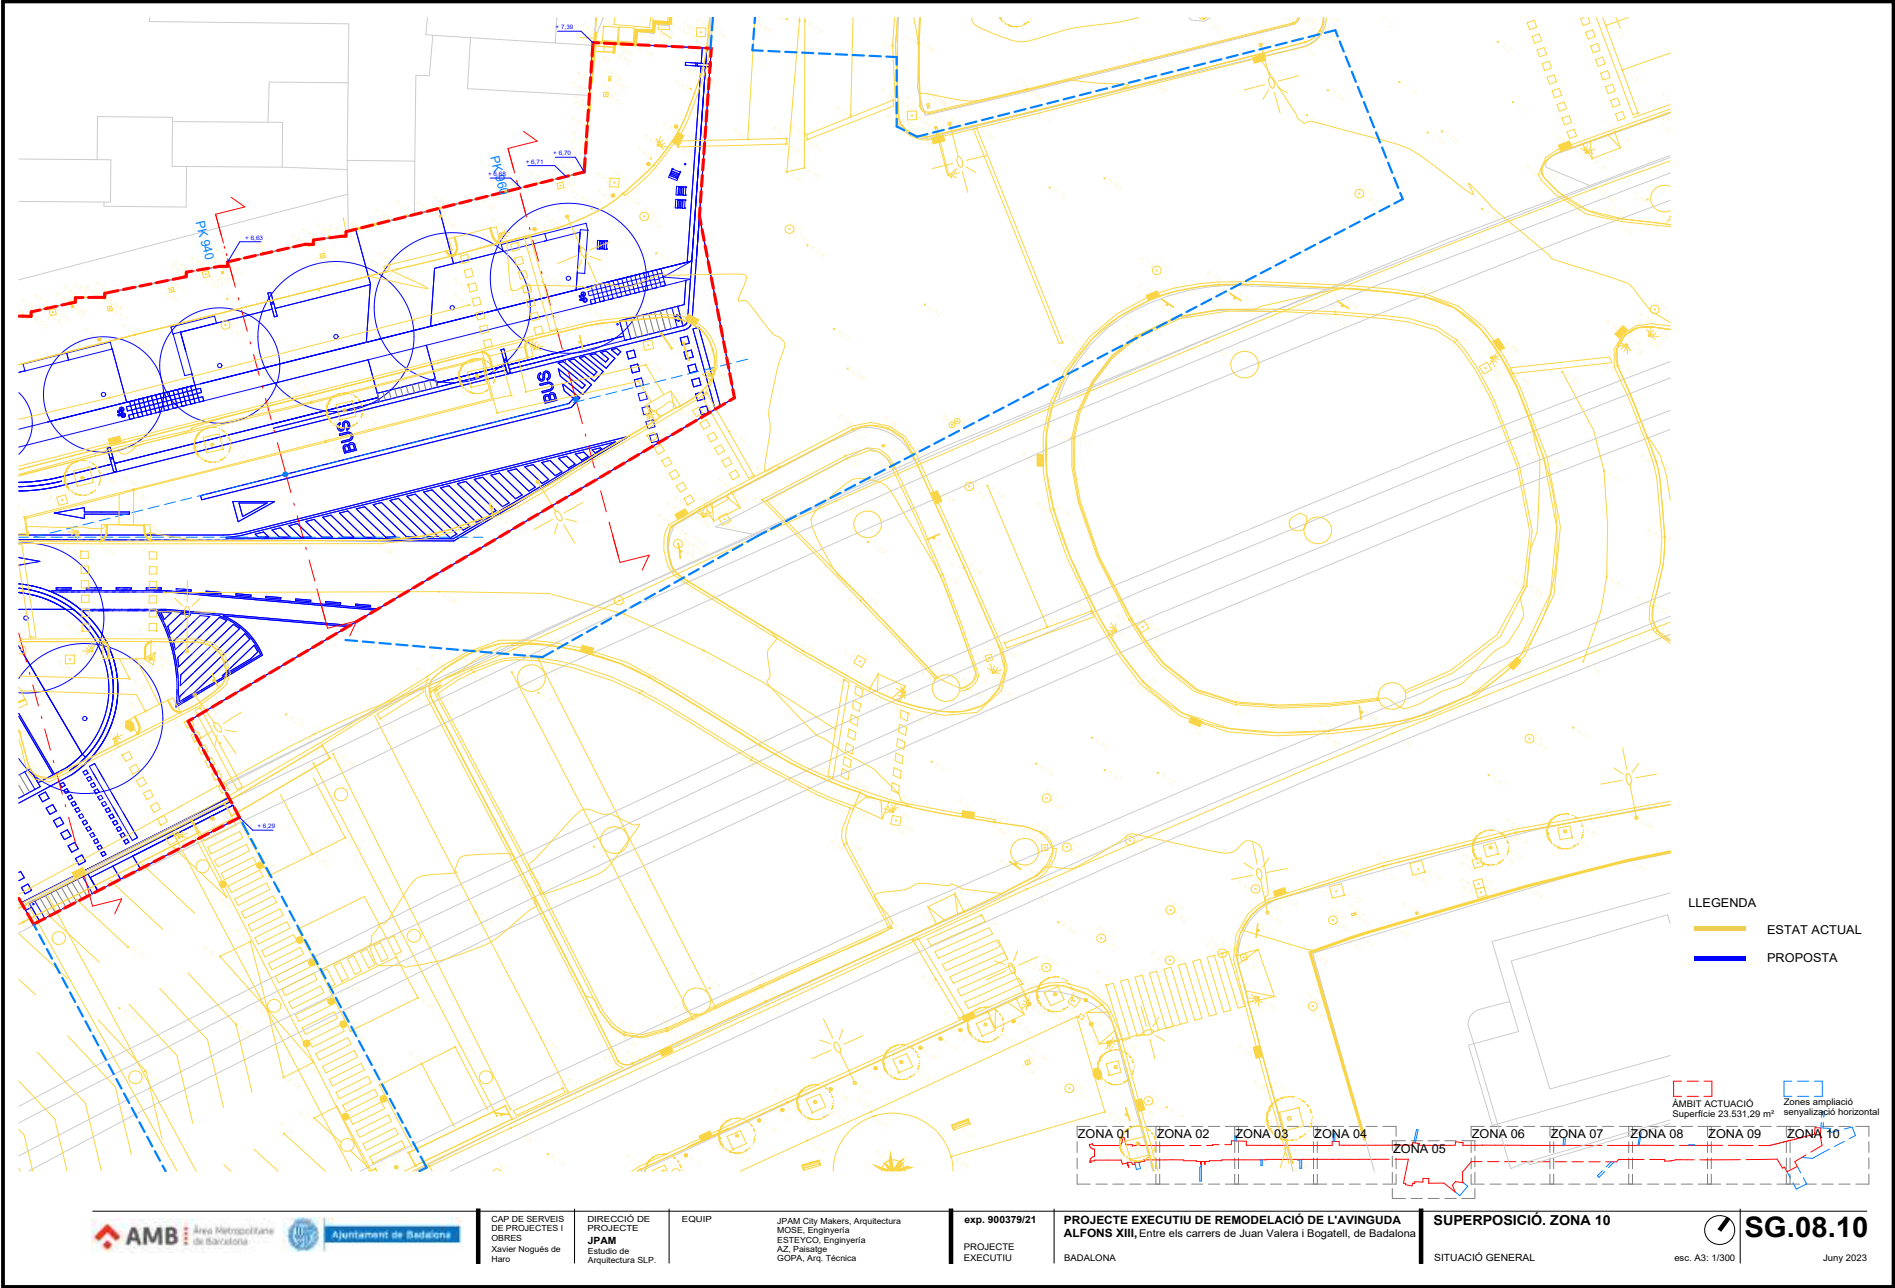 + 7,39
+ 6,70
+ 6,71
PK 960
+ 6,68
PK 940
+ 6,63
BUS
BUS
+ 6,29
LLEGENDA
ESTAT ACTUAL
PROPOSTA
ÀMBIT ACTUACIÓ
Superfície 23.531,29 m²
Zones ampliació
senyalització horizontal
ZONA 01
ZONA 02
ZONA 03
ZONA 04
ZONA 05
ZONA 06
ZONA 07
ZONA 08
ZONA 09
ZONA 10
AMB
Àrea Metropolitana
de Barcelona
Ajuntament de Badalona
CAP DE SERVEIS
DE PROJECTES I
OBRES
Xavier Nogués de
Haro
DIRECCIÓ DE
PROJECTE
JPAM
Estudio de
Arquitectura SLP.
EQUIP
JPAM City Makers, Arquitectura
MOSE, Enginyería
ESTEYCO, Enginyería
AZ, Paisatge
GOPA, Arq. Técnica
exp. 900379/21
PROJECTE
EXECUTIU
PROJECTE EXECUTIU DE REMODELACIÓ DE L'AVINGUDA
ALFONS XIII, Entre els carrers de Juan Valera i Bogatell, de Badalona
BADALONA
SUPERPOSICIÓ. ZONA 10
SITUACIÓ GENERAL
esc. A3: 1/300
SG.08.10
Juny 2023